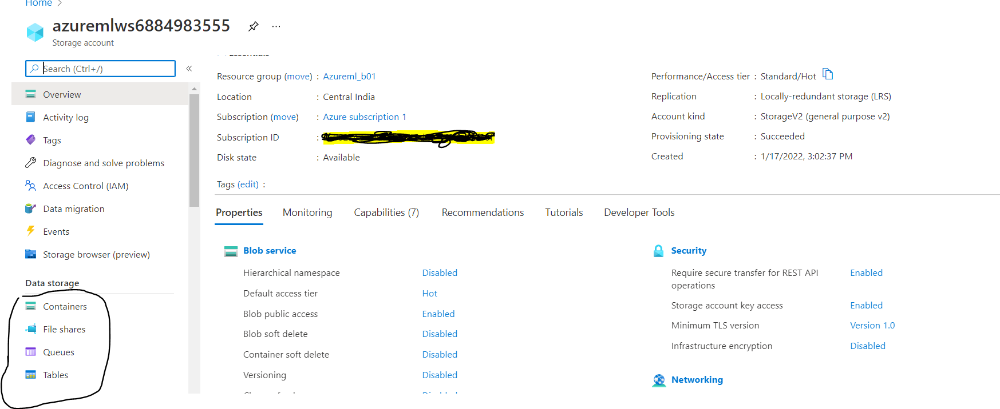 Home >
azuremlws6884983555 ...
Storage account
Search (Ctrl+/) «
Overview
Activity log
Tags
Diagnose and solve problems
Access Control (IAM)
Data migration
Events
Storage browser (preview)
Data storage
Containers
File shares
Queues
Tables
Essentials
Resource group (move) : Azureml_b01
Location : Central India
Subscription (move) : Azure subscription 1
Subscription ID :
Disk state : Available
Tags (edit) :
Performance/Access tier : Standard/Hot
Replication : Locally-redundant storage (LRS)
Account kind : StorageV2 (general purpose v2)
Provisioning state : Succeeded
Created : 1/17/2022, 3:02:37 PM
Properties Monitoring Capabilities (7) Recommendations Tutorials Developer Tools
Blob service
Hierarchical namespace Disabled
Default access tier Hot
Blob public access Enabled
Blob soft delete Disabled
Container soft delete Disabled
Versioning Disabled
Disabled
Security
Require secure transfer for REST API
operations Enabled
Storage account key access Enabled
Minimum TLS version Version 1.0
Infrastructure encryption Disabled
Networking